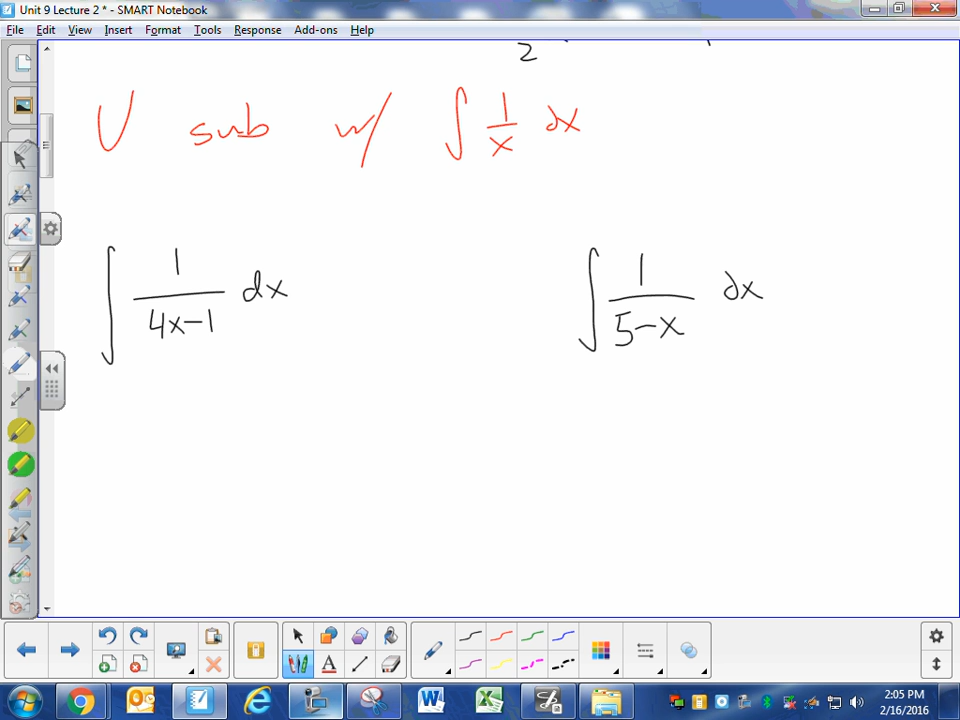 Unit 9 Lecture 2 * - SMART Notebook
File Edit View Insert Format Tools Response Add-ons Help
2
U sub w/ ∫ 1/x dx
∫ 1/(4x-1) dx
∫ 1/(5-x) dx
A
W
2:05 PM
2/16/2016